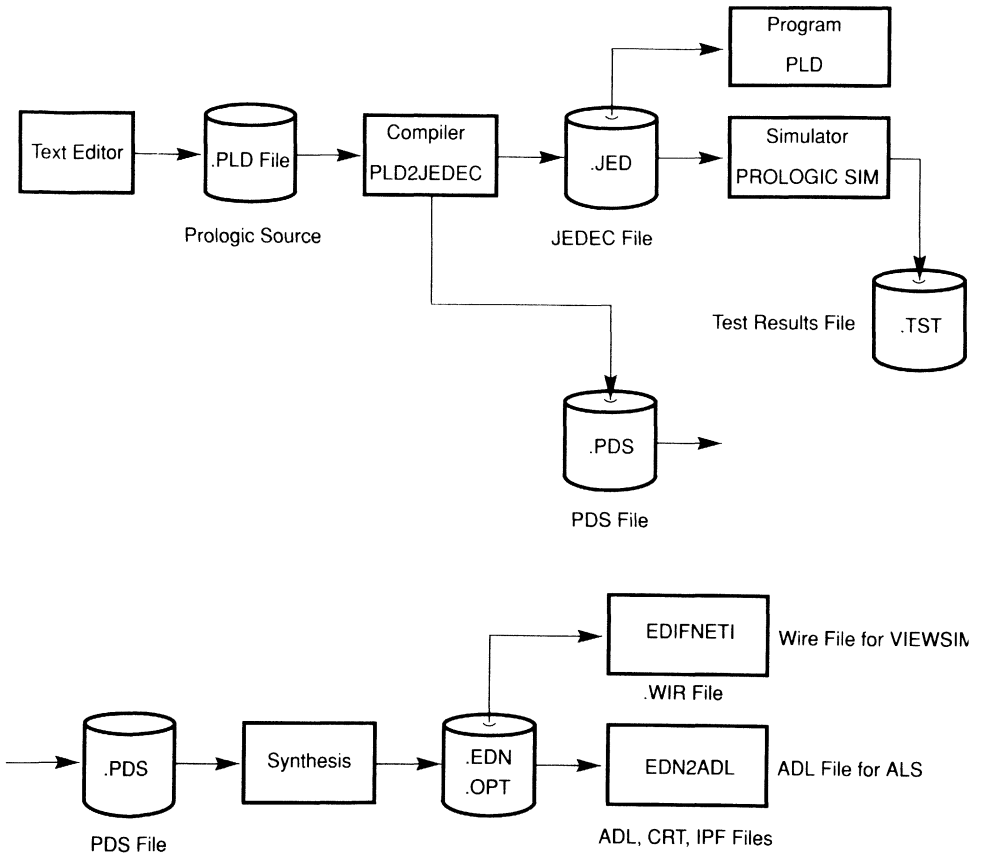 Program
PLD
Text Editor
.PLD File
Compiler
PLD2JEDEC
.JED
Simulator
PROLOGIC SIM
Prologic Source
JEDEC File
Test Results File
.TST
.PDS
PDS File
EDIFNETI
Wire File for VIEWSIM
.WIR File
.PDS
Synthesis
.EDN
.OPT
EDN2ADL
ADL File for ALS
PDS File
ADL, CRT, IPF Files